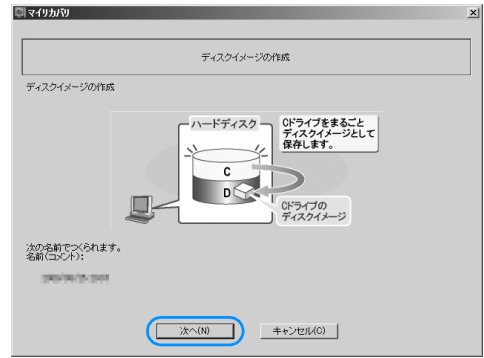 マイリカバリ
ディスクイメージの作成
ディスクイメージの作成
ハードディスク
Cドライブをまるごと
ディスクイメージとして
保存します。
C
D
Cドライブの
ディスクイメージ
次の名前でつくられます。
名前(コメント):
次へ(N)
キャンセル(C)